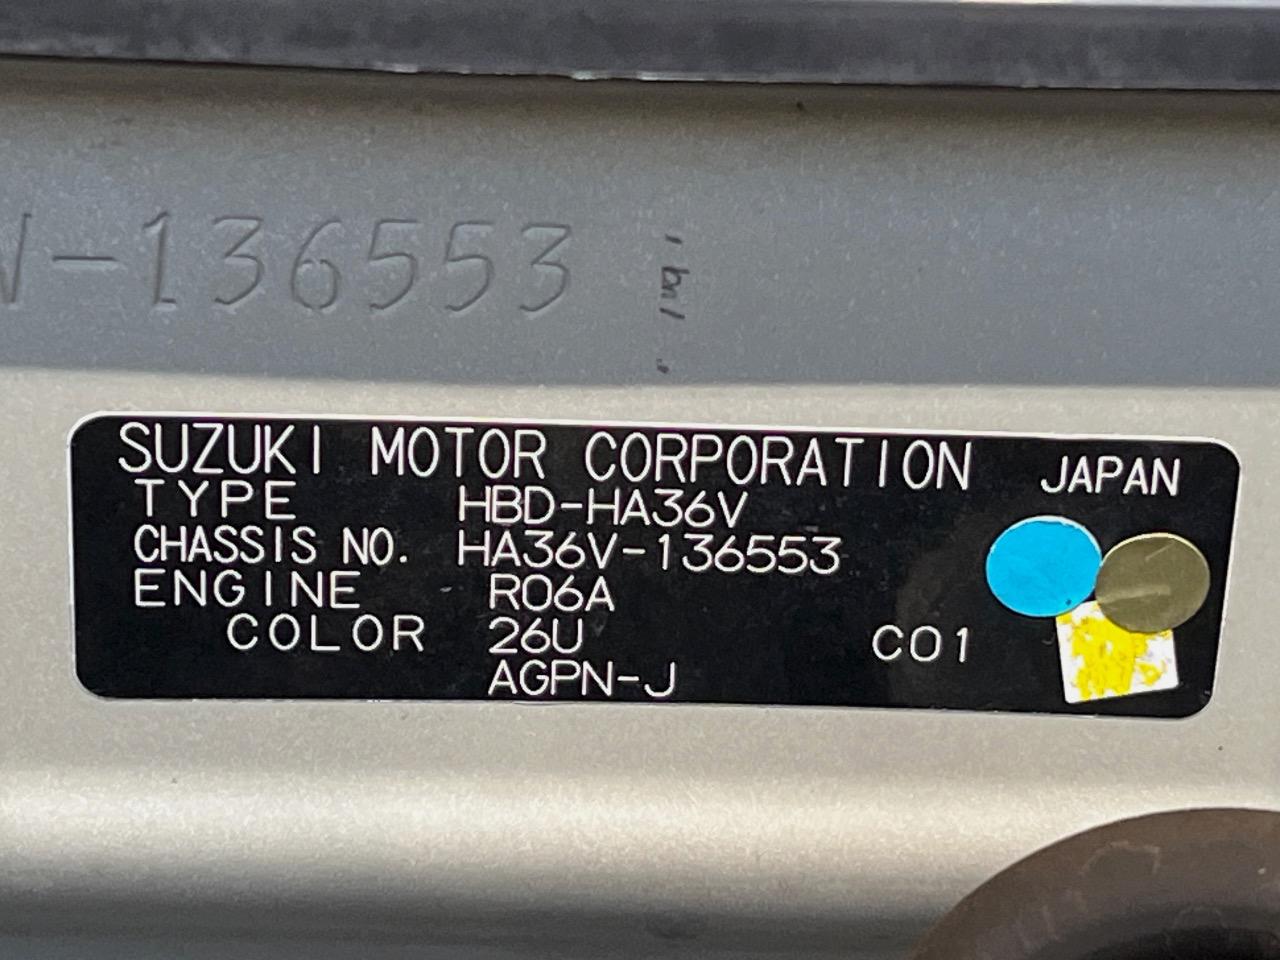 -136553
SUZUKI MOTOR CORPORATION JAPAN
TYPE HBD-HA36V
CHASSIS NO. HA36V-136553
ENGINE R06A
COLOR 26U C01
AGPN-J